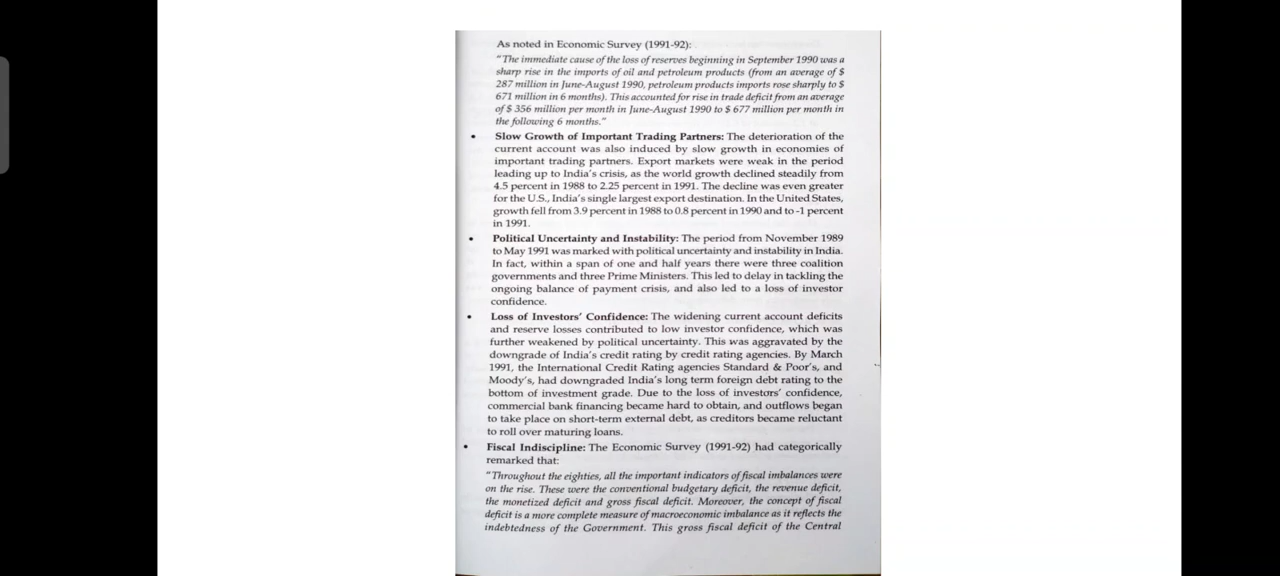 As noted in Economic Survey (1991-92):
"The immediate cause of the loss of reserves beginning in September 1990 was a
sharp rise in the imports of oil and petroleum products (from an average of $
287 million in June-August 1990, petroleum products imports rose sharply to $
671 million in 6 months). This accounted for rise in trade deficit from an average
of $ 356 million per month in June-August 1990 to $ 677 million per month in
the following 6 months."
• Slow Growth of Important Trading Partners: The deterioration of the
current account was also induced by slow growth in economies of
important trading partners. Export markets were weak in the period
leading up to India's crisis, as the world growth declined steadily from
4.5 percent in 1988 to 2.25 percent in 1991. The decline was even greater
for the U.S., India's single largest export destination. In the United States,
growth fell from 3.9 percent in 1988 to 0.8 percent in 1990 and to -1 percent
in 1991.
• Political Uncertainty and Instability: The period from November 1989
to May 1991 was marked with political uncertainty and instability in India.
In fact, within a span of one and half years there were three coalition
governments and three Prime Ministers. This led to delay in tackling the
ongoing balance of payment crisis, and also led to a loss of investor
confidence.
• Loss of Investors' Confidence: The widening current account deficits
and reserve losses contributed to low investor confidence, which was
further weakened by political uncertainty. This was aggravated by the
downgrade of India's credit rating by credit rating agencies. By March
1991, the International Credit Rating agencies Standard & Poor's, and
Moody's, had downgraded India's long term foreign debt rating to the
bottom of investment grade. Due to the loss of investors' confidence,
commercial bank financing became hard to obtain, and outflows began
to take place on short-term external debt, as creditors became reluctant
to roll over maturing loans.
• Fiscal Indiscipline: The Economic Survey (1991-92) had categorically
remarked that:
"Throughout the eighties, all the important indicators of fiscal imbalances were
on the rise. These were the conventional budgetary deficit, the revenue deficit,
the monetized deficit and gross fiscal deficit. Moreover, the concept of fiscal
deficit is a more complete measure of macroeconomic imbalance as it reflects the
indebtedness of the Government. This gross fiscal deficit of the Central